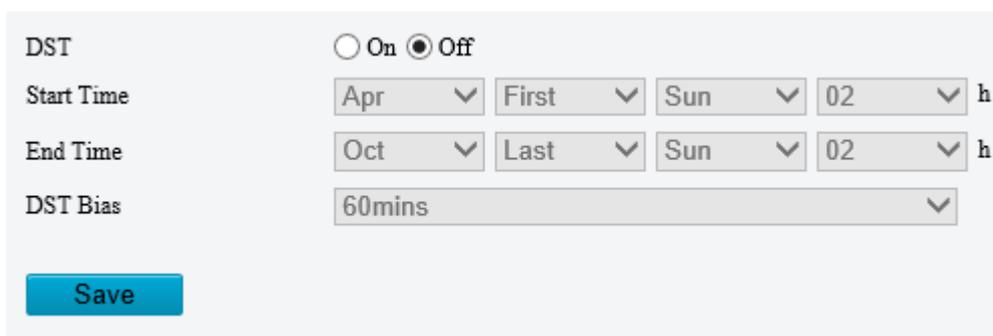 DST On Off
Start Time Apr First Sun 02 h
End Time Oct Last Sun 02 h
DST Bias 60mins
Save